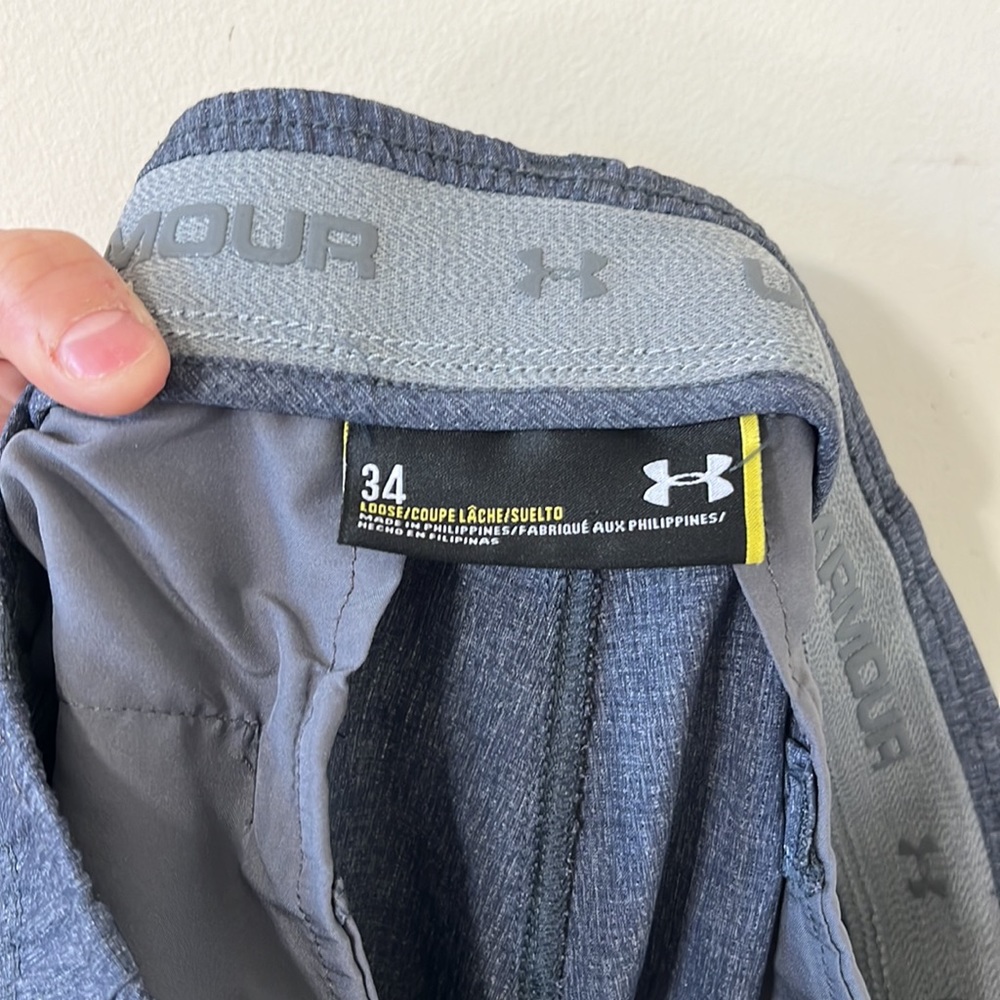 MOUR
U
34
LOOSE/COUPE LÂCHE/SUELTO
MADE IN PHILIPPINES/FABRIQUÉ AUX PHILIPPINES/
HECHO EN FILIPINAS
ARMOUR